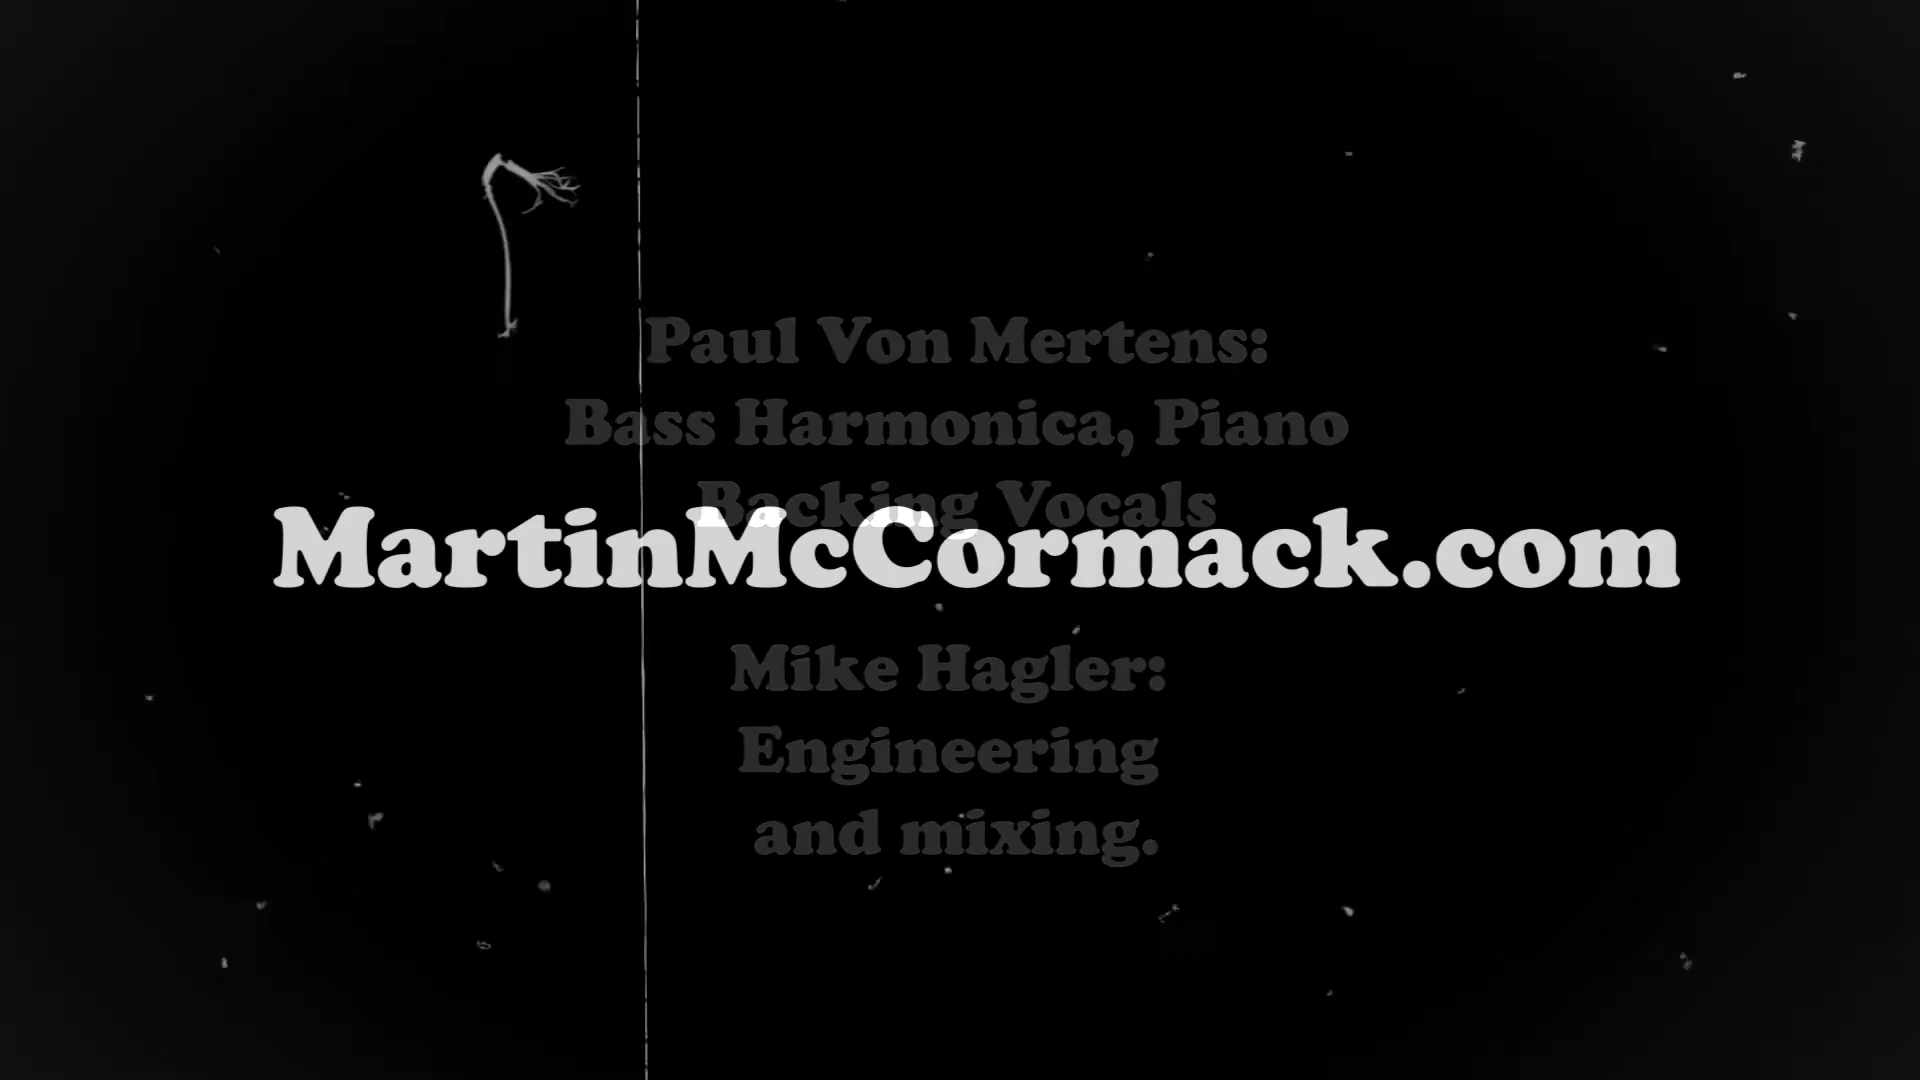 Paul Von Mertens:
Bass Harmonica, Piano
Backing Vocals
MartinMcCormack.com
Mike Hagler:
Engineering
and mixing.